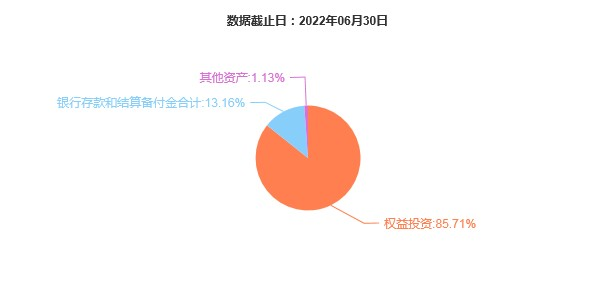 数据截止日：2022年06月30日
其他资产:1.13%
银行存款和结算备付金合计:13.16%
权益投资:85.71%